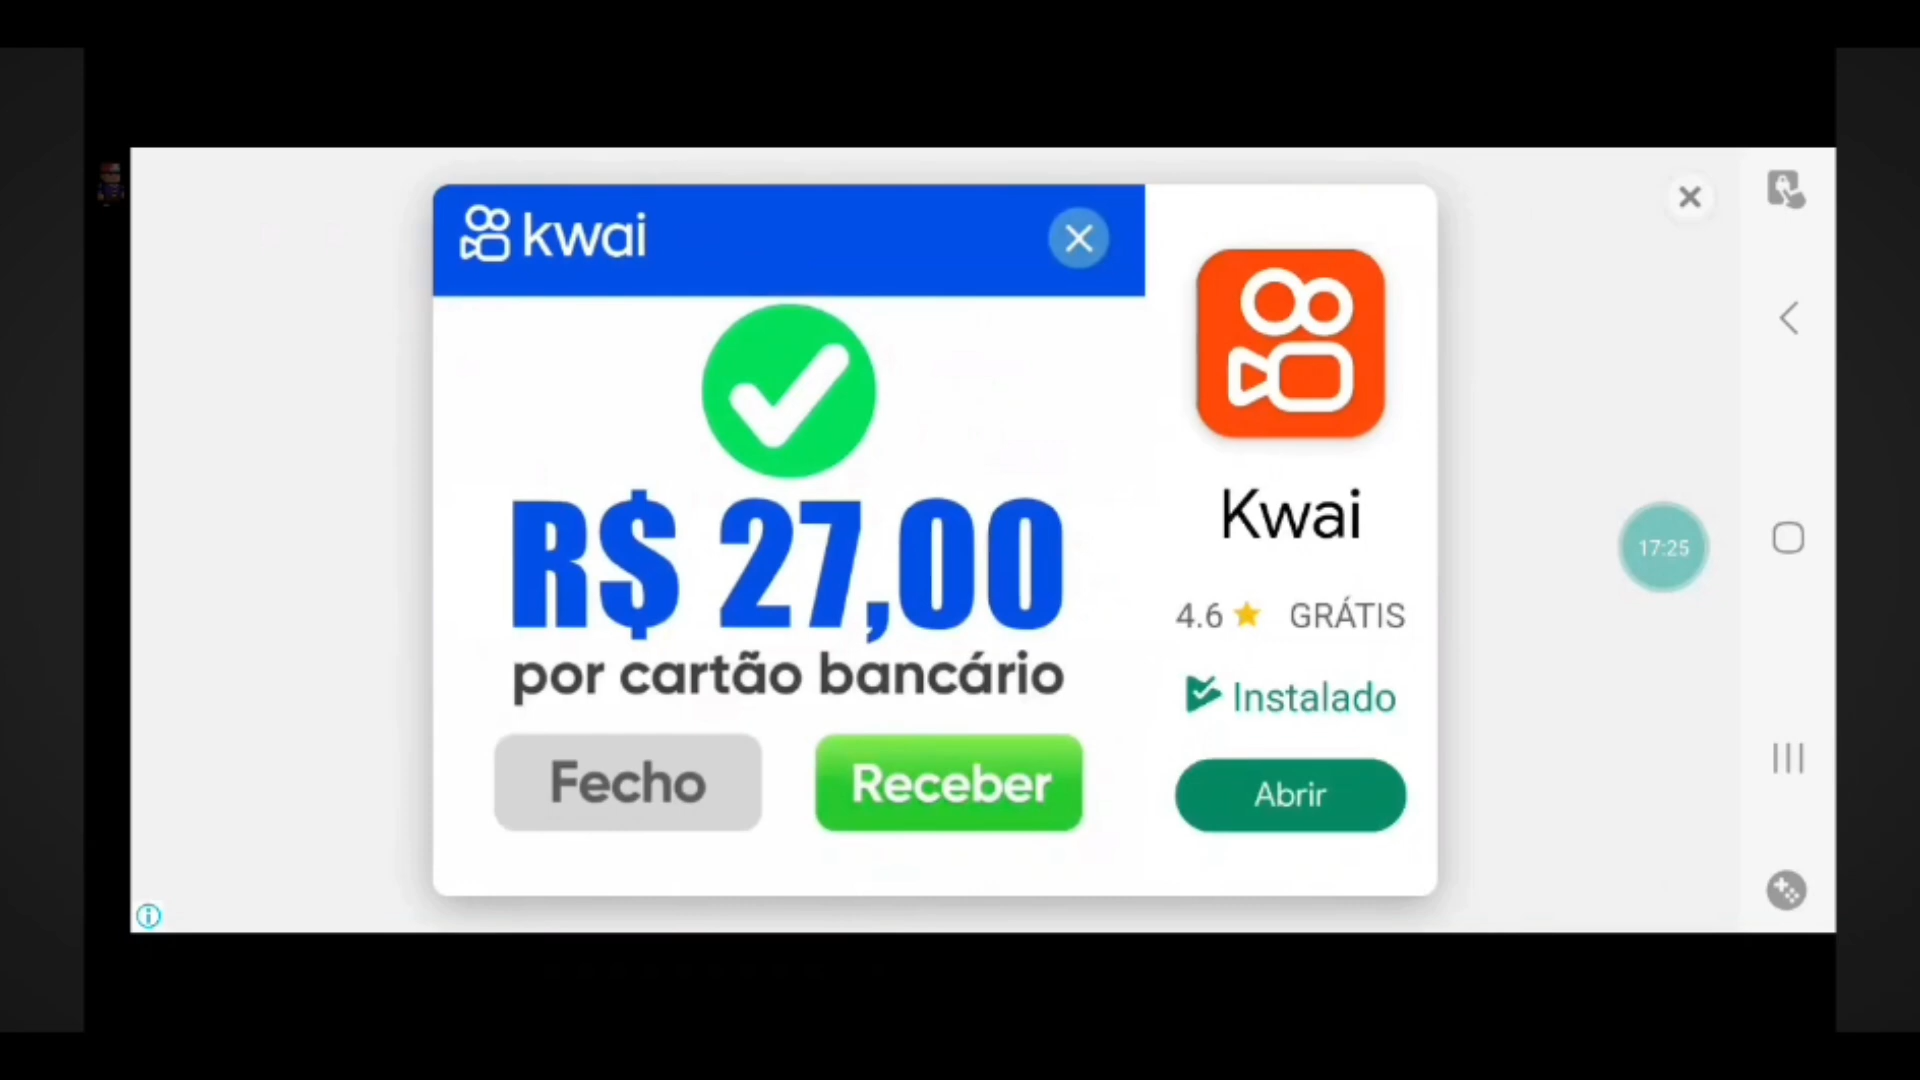 kwai
R$ 27,00
por cartão bancário
Fecho
Receber
Kwai
4.6 ★ GRÁTIS
Instalado
Abrir
17:25